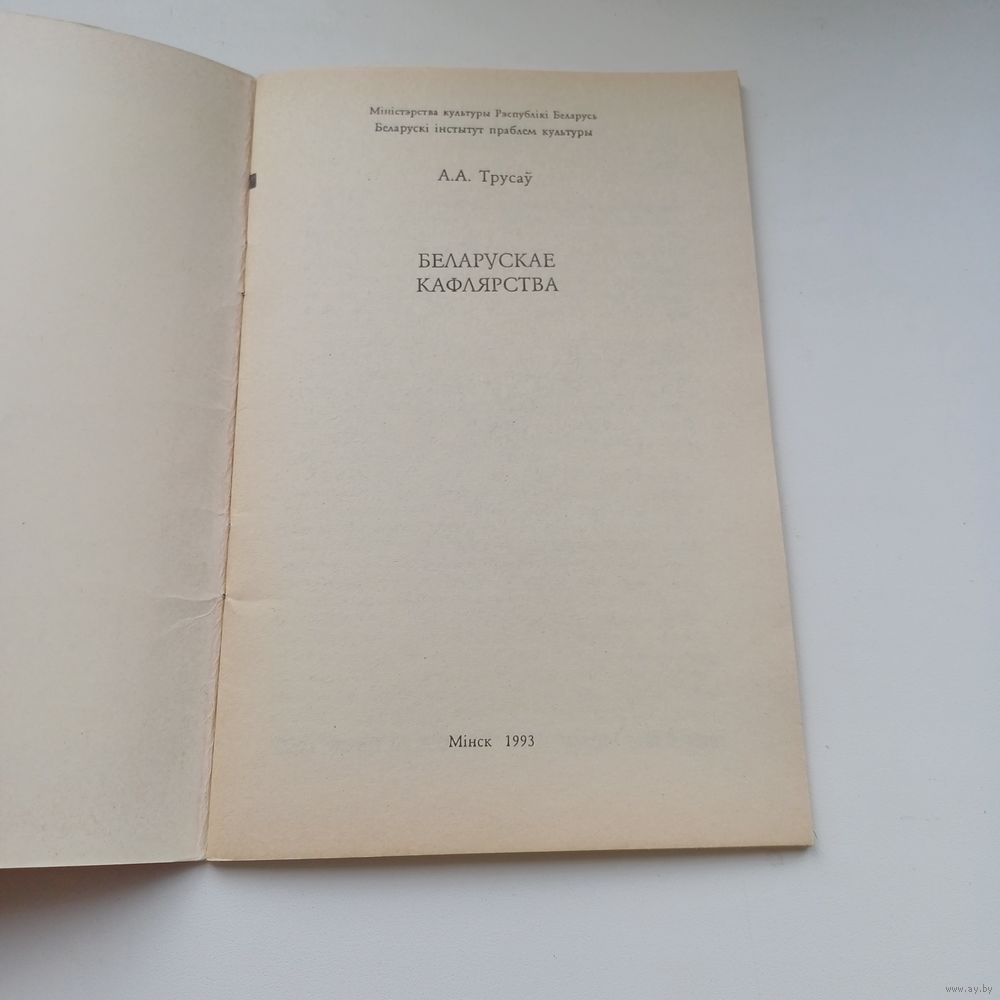 Міністэрства культуры Рэспублікі Беларусь
Беларускі інстытут праблем культуры
А.А. Трусаў
БЕЛАРУСКАЕ
КАФЛЯРСТВА
Мінск 1993
www.ay.by